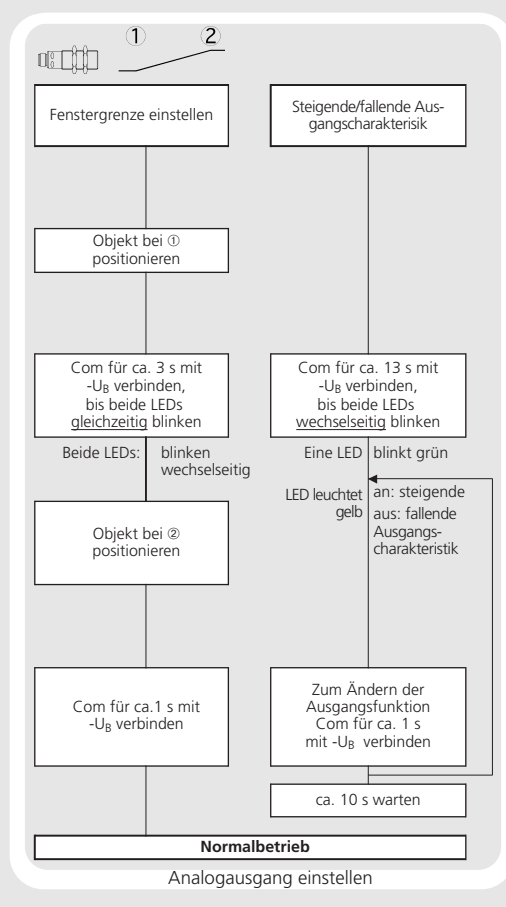 ① ②
Fenstergrenze einstellen
Objekt bei ①
positionieren
Com für ca. 3 s mit
-UB verbinden,
bis beide LEDs
gleichzeitig blinken
Beide LEDs: blinken
wechselseitig
Objekt bei ②
positionieren
Com für ca.1 s mit
-UB verbinden
Steigende/fallende Aus-
gangscharakterisik
Com für ca. 13 s mit
-UB verbinden,
bis beide LEDs
wechselseitig blinken
Eine LED blinkt grün
LED leuchtet
gelb
an: steigende
aus: fallende
Ausgangs-
charakteristik
Zum Ändern der
Ausgangsfunktion
Com für ca. 1 s
mit -UB verbinden
ca. 10 s warten
Normalbetrieb
Analogausgang einstellen